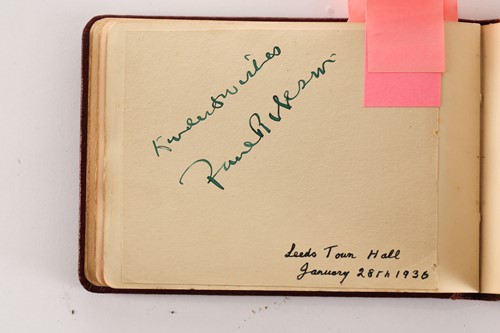 Kindest wishes
Paul Robeson
Leeds Town Hall
January 28th 1936